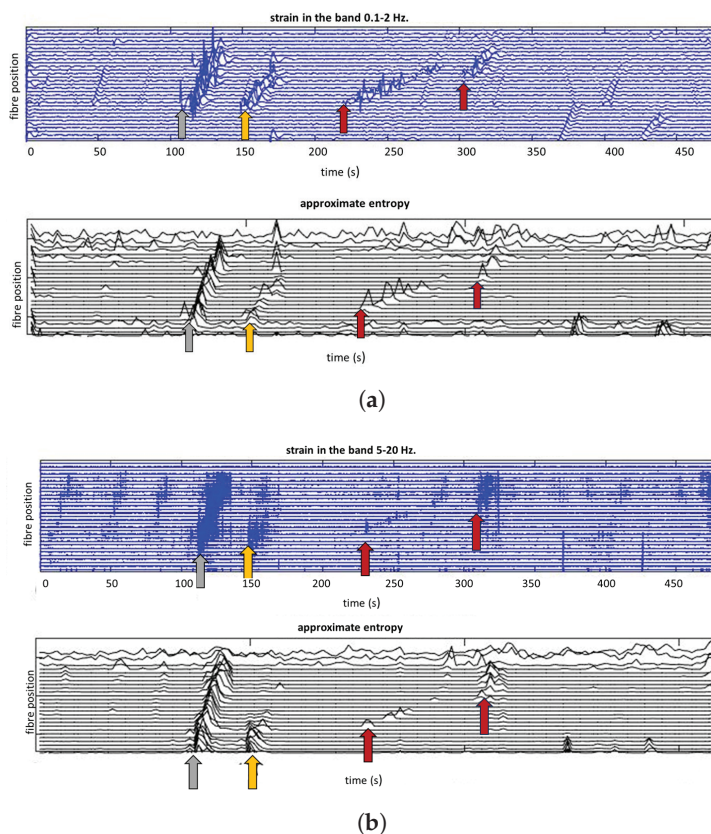 strain in the band 0.1-2 Hz.
fibre position
0 50 100 150 200 250 300 350 400 450
time (s)
approximate entropy
fibre position
time (s)
(a)
strain in the band 5-20 Hz.
fibre position
50 100 150 200 250 300 350 400 450
time (s)
approximate entropy
fibre position
time (s)
(b)